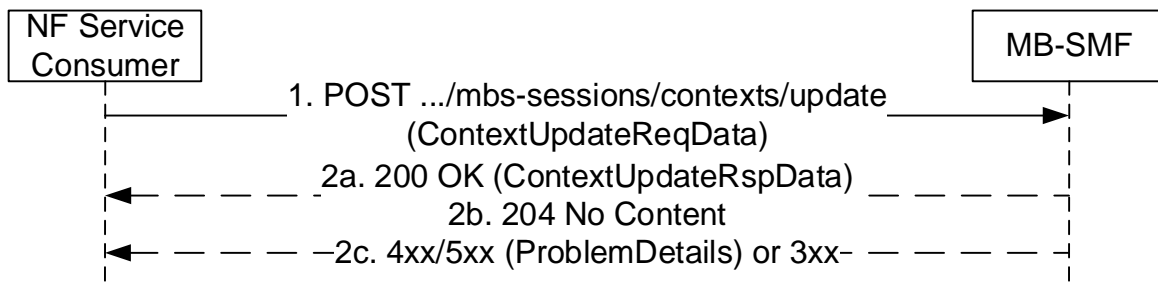 NF Service
Consumer
MB-SMF
1. POST .../mbs-sessions/contexts/update
(ContextUpdateReqData)
2a. 200 OK (ContextUpdateRspData)
2b. 204 No Content
2c. 4xx/5xx (ProblemDetails) or 3xx